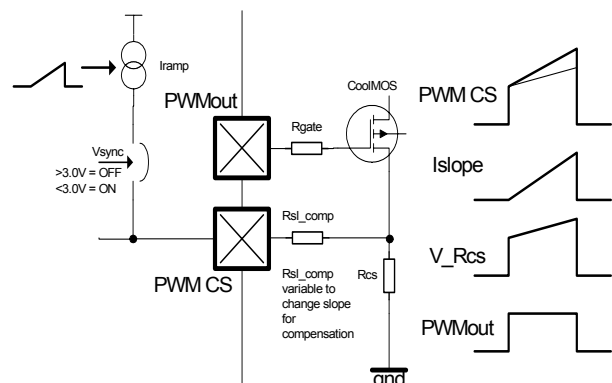 Iramp
PWMout
CoolMOS
Rgate
Vsync
>3.0V = OFF
<3.0V = ON
PWM CS
Rsl_comp
Rsl_comp
variable to
change slope
for
compensation
Rcs
gnd
PWM CS
Islope
V_Rcs
PWMout